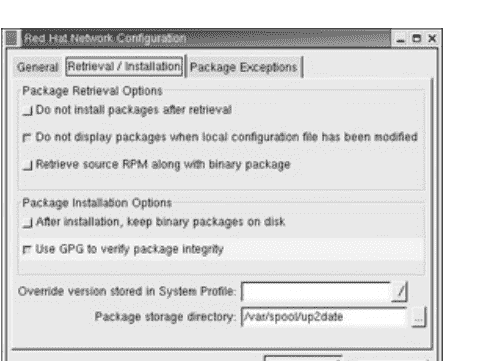 Red Hat Network Configuration
General Retrieval / Installation Package Exceptions
Package Retrieval Options
Do not install packages after retrieval
Do not display packages when local configuration file has been modified
Retrieve source RPM along with binary package
Package Installation Options
After installation, keep binary packages on disk
Use GPG to verify package integrity
Override version stored in System Profile: /
Package storage directory: /var/spool/up2date ...